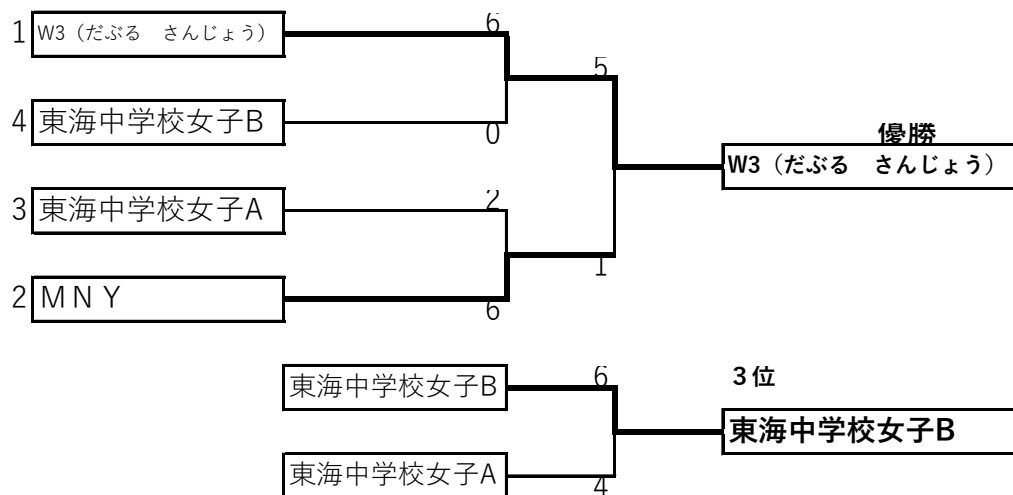 1 W3（だぶる　さんじょう）
6
5
4 東海中学校女子B
0
優勝
W3（だぶる　さんじょう）
3 東海中学校女子A
2
1
2 ＭＮＹ
6
東海中学校女子B
6
３位
東海中学校女子B
東海中学校女子A
4